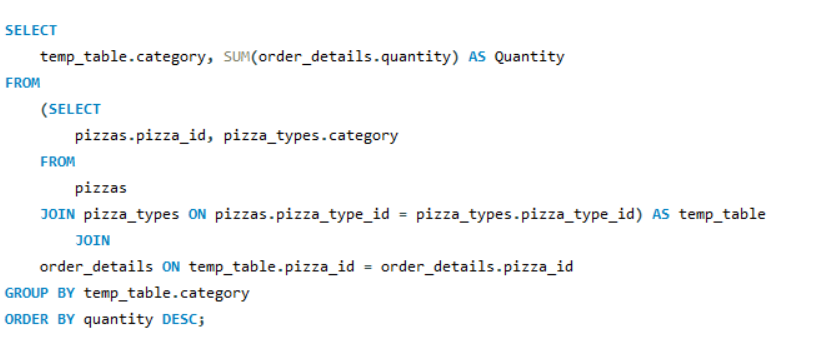 SELECT
temp_table.category, SUM(order_details.quantity) AS Quantity
FROM
(SELECT
pizzas.pizza_id, pizza_types.category
FROM
pizzas
JOIN pizza_types ON pizzas.pizza_type_id = pizza_types.pizza_type_id) AS temp_table
JOIN
order_details ON temp_table.pizza_id = order_details.pizza_id
GROUP BY temp_table.category
ORDER BY quantity DESC;